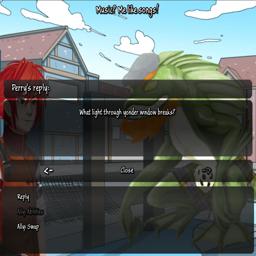 Music? Me like songs!
Perry's reply:
What light through yonder window breaks?
<--
Close
Reply
Ally Abilities
Ally Swap